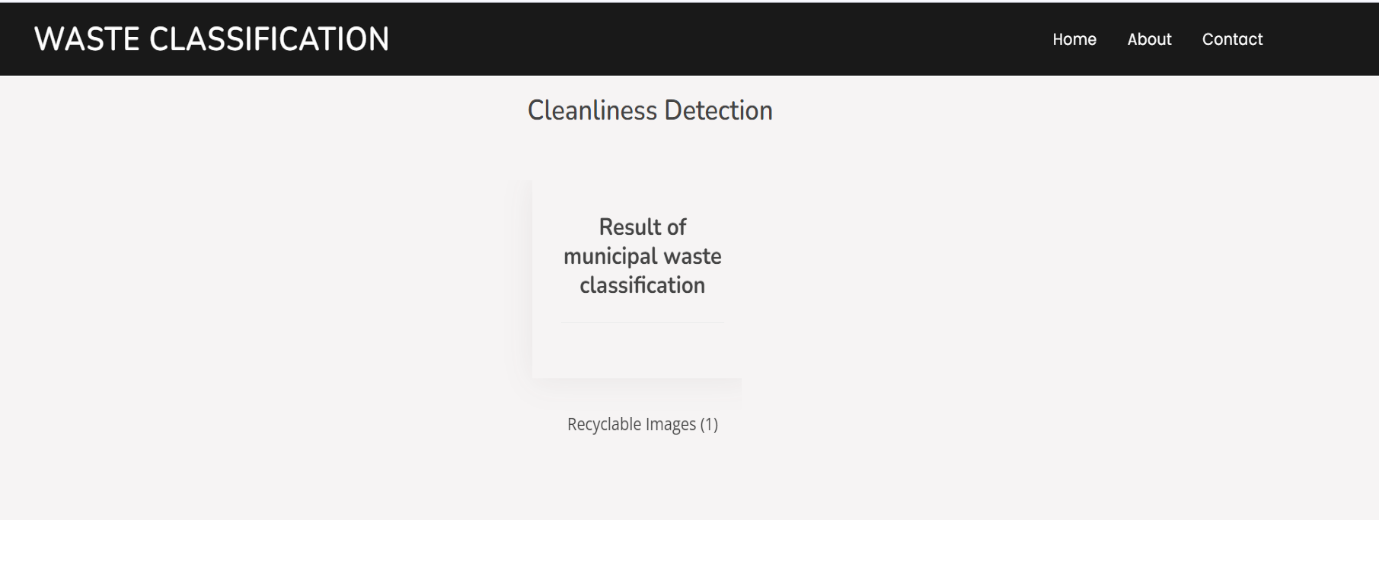 WASTE CLASSIFICATION
Home About Contact
Cleanliness Detection
Result of
municipal waste
classification
Recyclable Images (1)